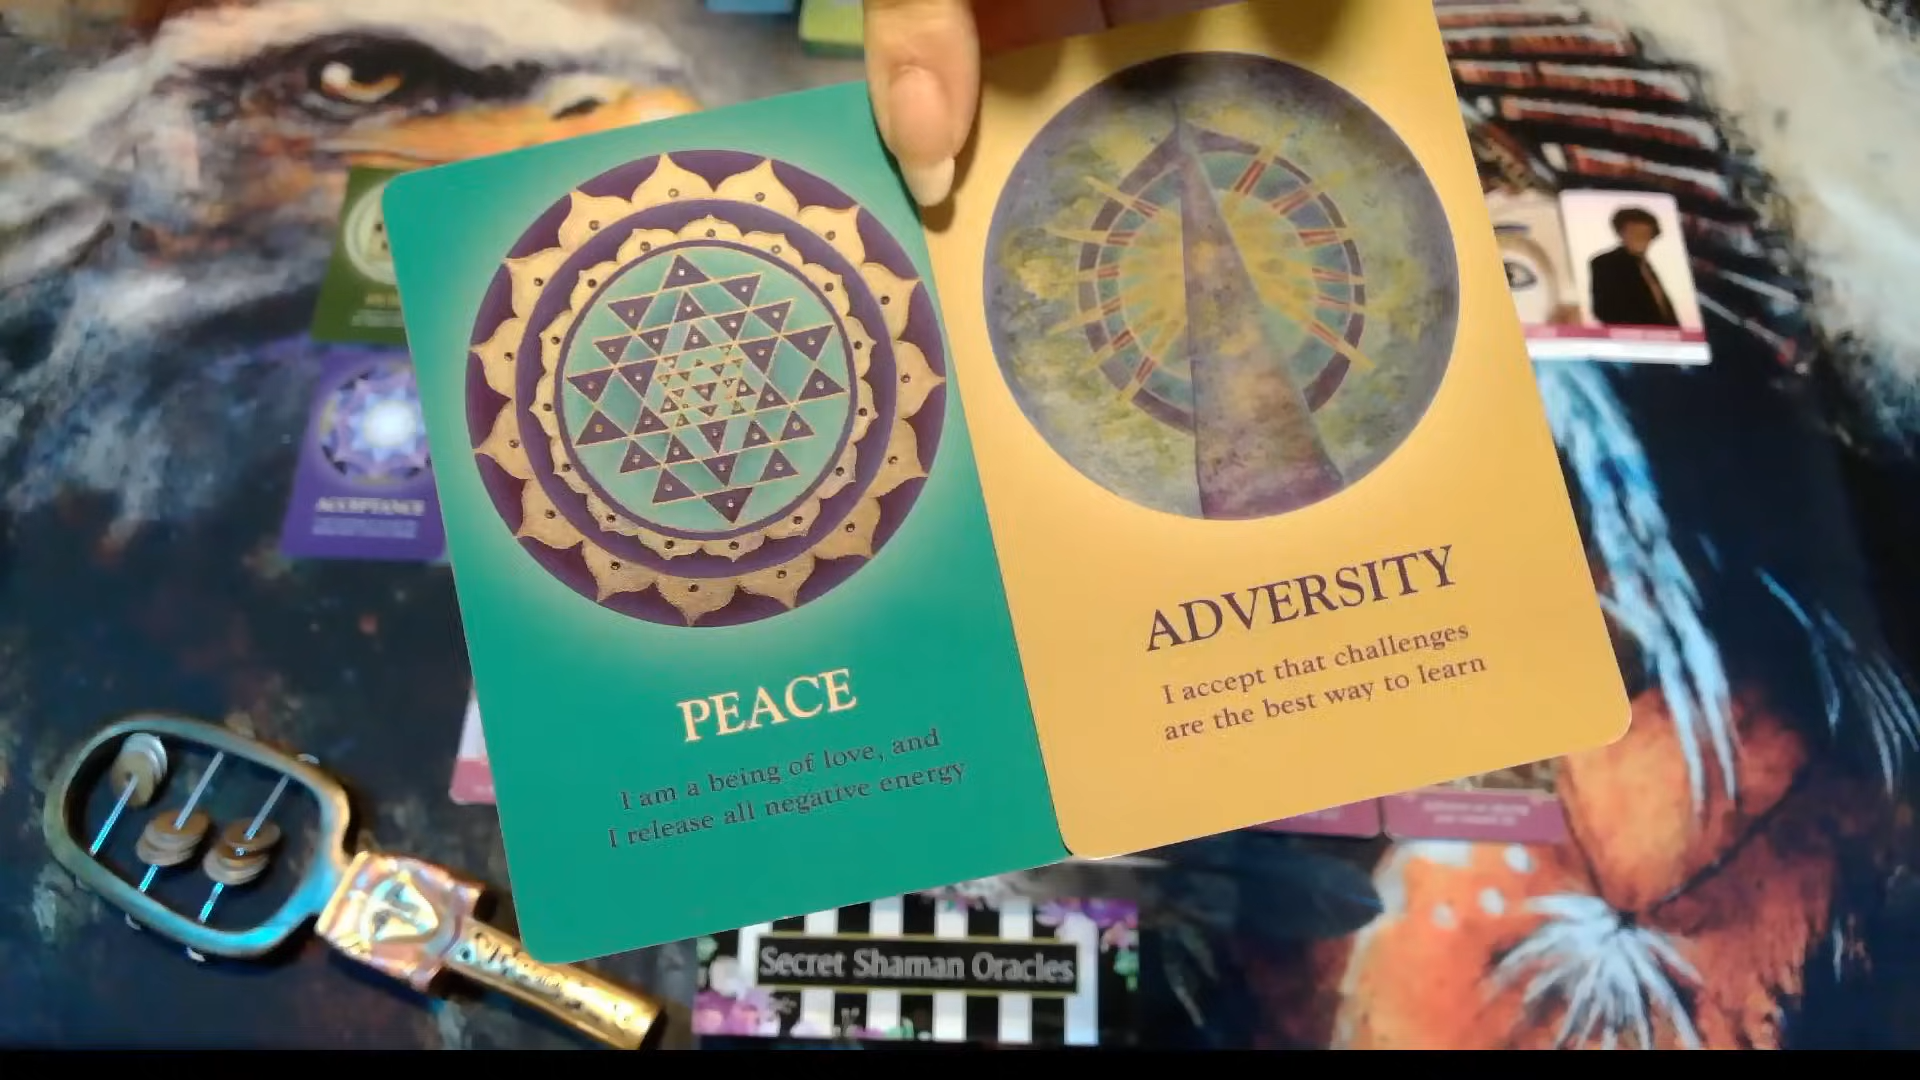 PEACE
I am a being of love, and
I release all negative energy
ADVERSITY
I accept that challenges
are the best way to learn
ACCEPTANCE
Secret Shaman Oracles